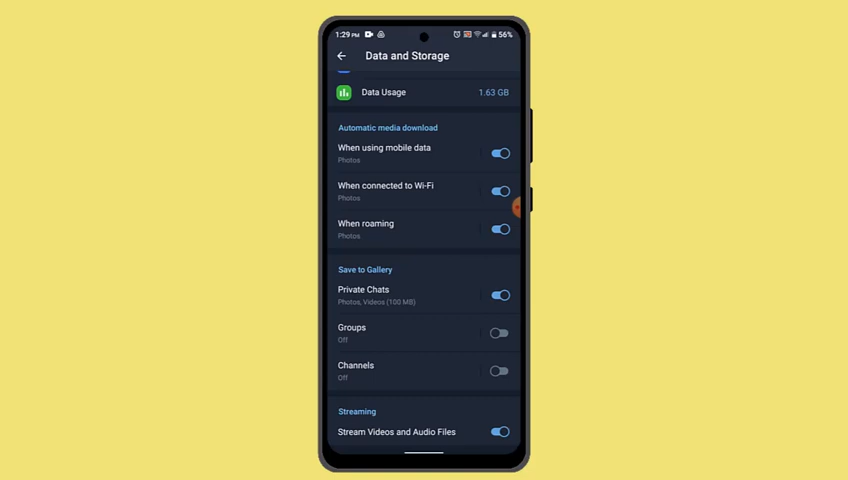 1:29 PM 56%
Data and Storage
Data Usage 1.63 GB
Automatic media download
When using mobile data
Photos
When connected to Wi-Fi
Photos
When roaming
Photos
Save to Gallery
Private Chats
Photos, Videos (100 MB)
Groups
Off
Channels
Off
Streaming
Stream Videos and Audio Files